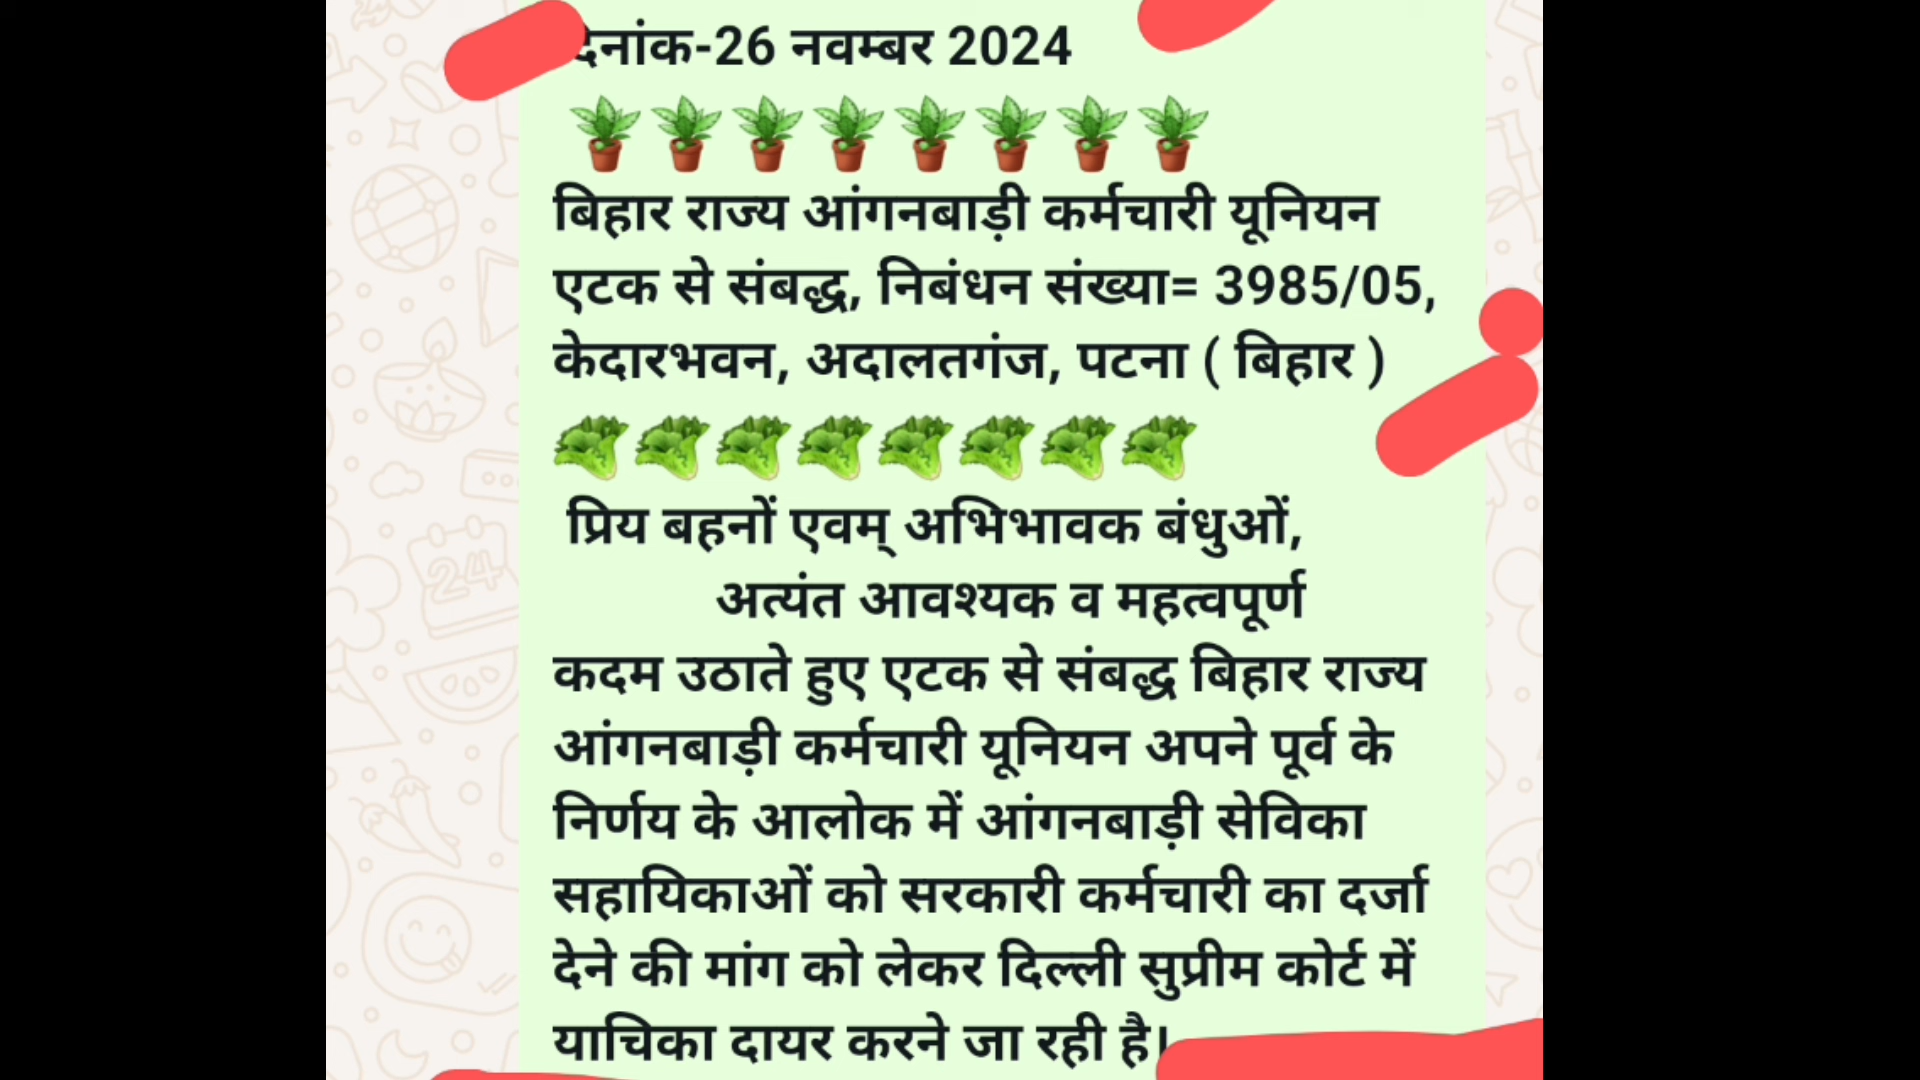 दिनांक-26 नवम्बर 2024
🪴🪴🪴🪴🪴🪴🪴🪴
बिहार राज्य आंगनबाड़ी कर्मचारी यूनियन
एटक से संबद्ध, निबंधन संख्या= 3985/05,
केदारभवन, अदालतगंज, पटना ( बिहार )
🥬🥬🥬🥬🥬🥬🥬🥬
प्रिय बहनों एवम् अभिभावक बंधुओं,
अत्यंत आवश्यक व महत्वपूर्ण
कदम उठाते हुए एटक से संबद्ध बिहार राज्य
आंगनबाड़ी कर्मचारी यूनियन अपने पूर्व के
निर्णय के आलोक में आंगनबाड़ी सेविका
सहायिकाओं को सरकारी कर्मचारी का दर्जा
देने की मांग को लेकर दिल्ली सुप्रीम कोर्ट में
याचिका दायर करने जा रही है।